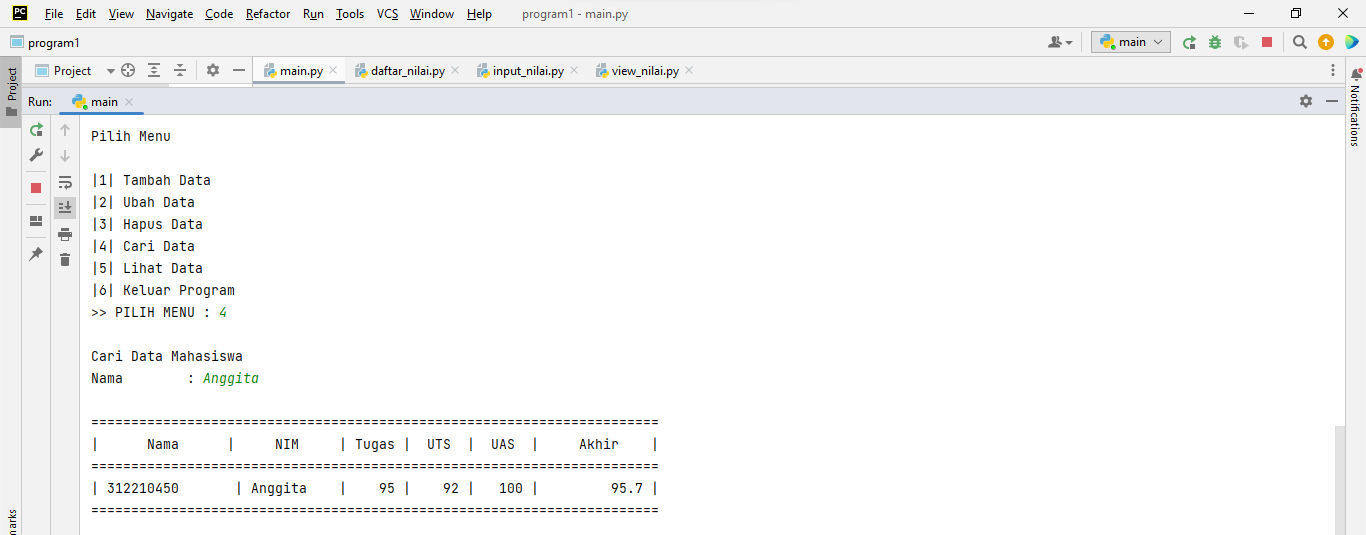 PC File Edit View Navigate Code Refactor Run Tools VCS Window Help program1 - main.py
program1 main
Project main.py daftar_nilai.py input_nilai.py view_nilai.py
Project
Run: main
Notifications
Pilih Menu
|1| Tambah Data
|2| Ubah Data
|3| Hapus Data
|4| Cari Data
|5| Lihat Data
|6| Keluar Program
>> PILIH MENU : 4
Cari Data Mahasiswa
Nama        : Anggita
=======================================================================
|      Nama      |     NIM     | Tugas |  UTS  |  UAS  |     Akhir    |
=======================================================================
| 312210450       | Anggita    |    95 |    92 |   100 |         95.7 |
=======================================================================
marks